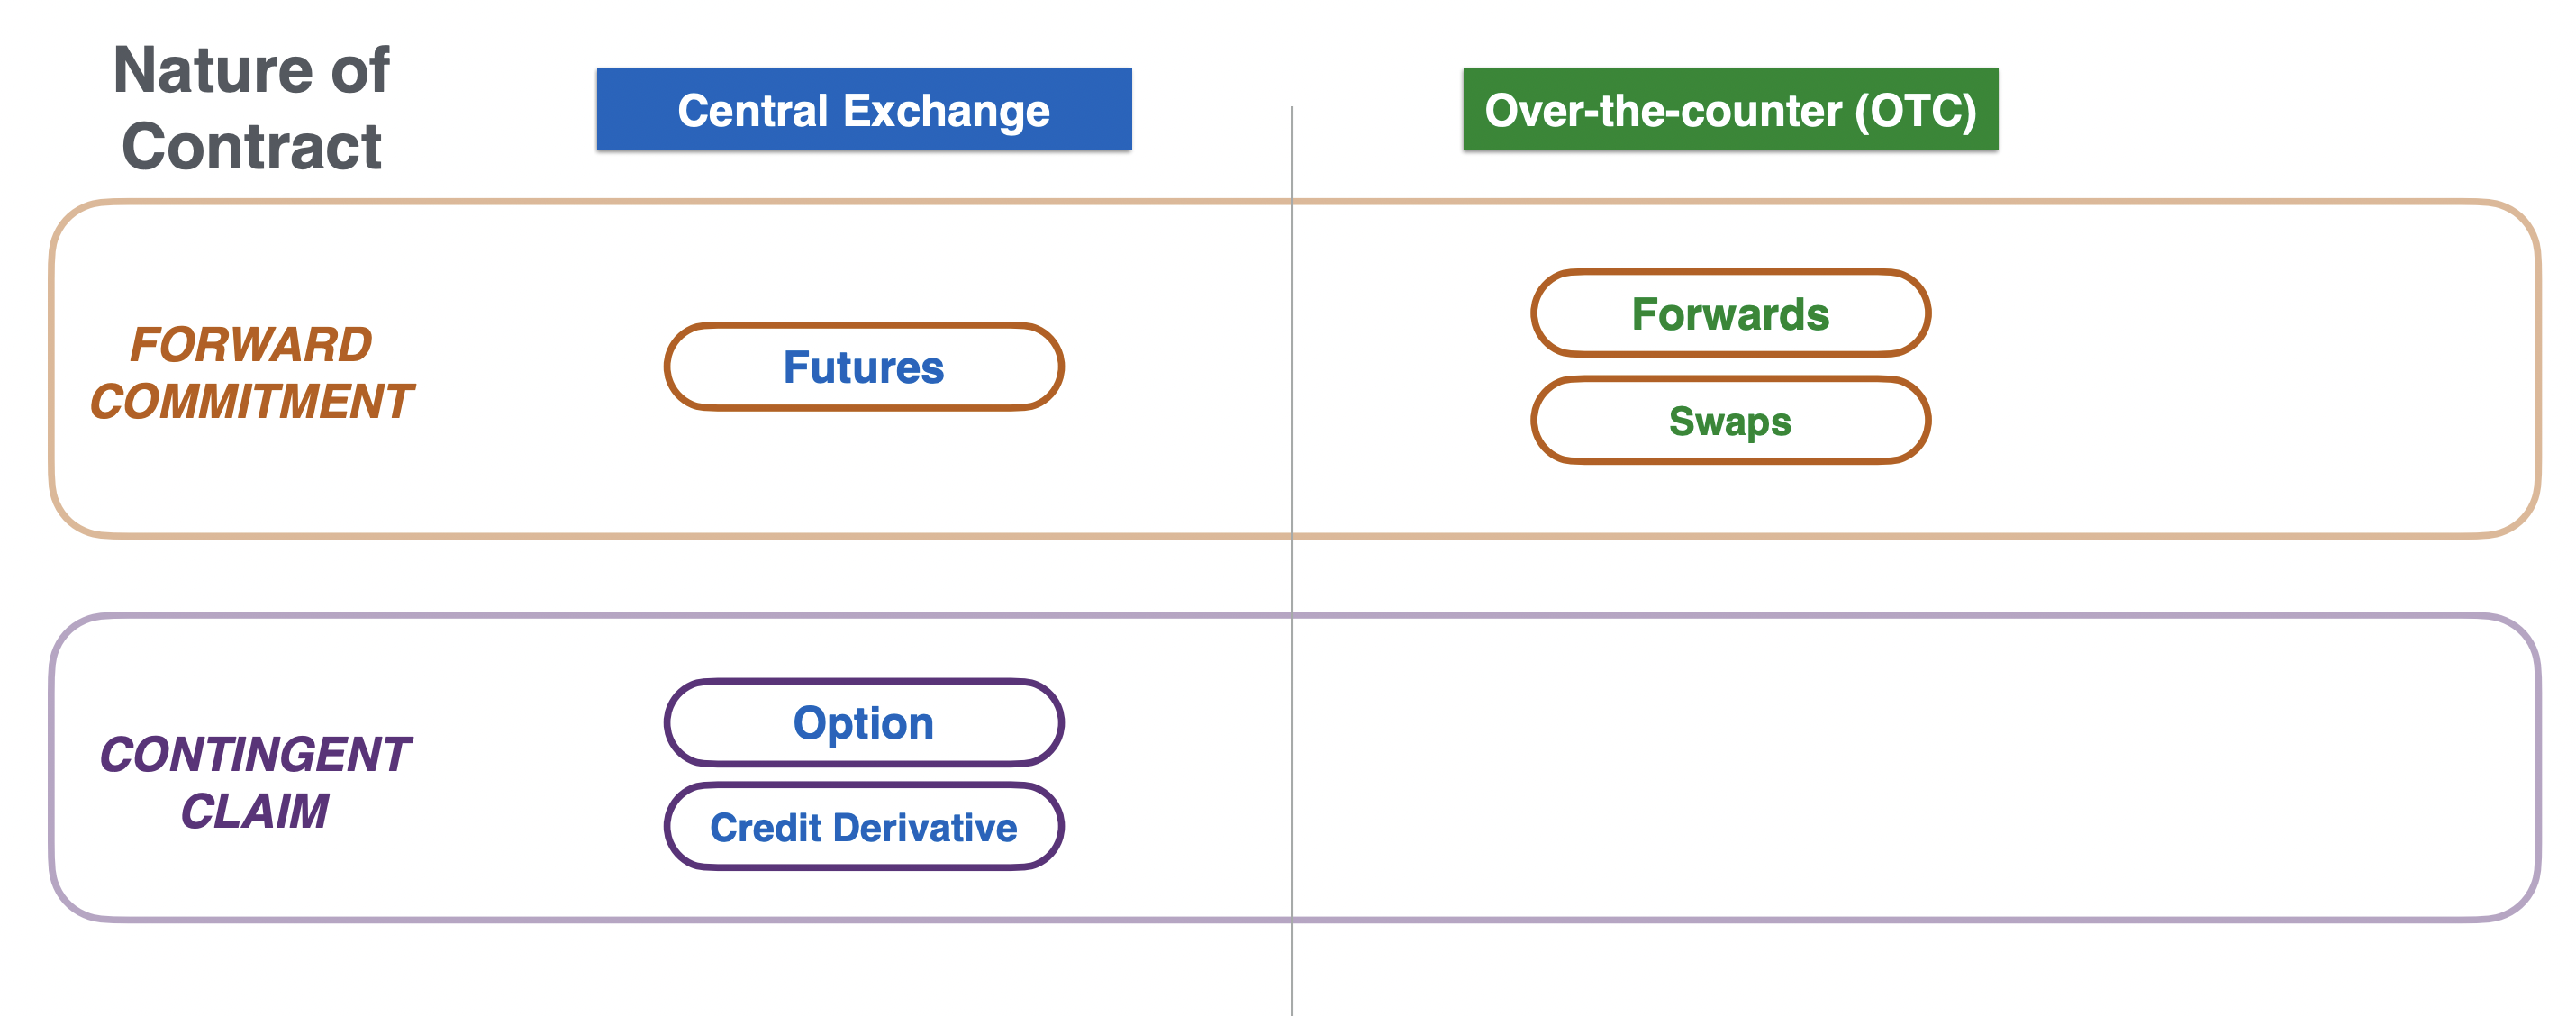 Nature of
Contract
Central Exchange
Over-the-counter (OTC)
FORWARD
COMMITMENT
Futures
Forwards
Swaps
CONTINGENT
CLAIM
Option
Credit Derivative